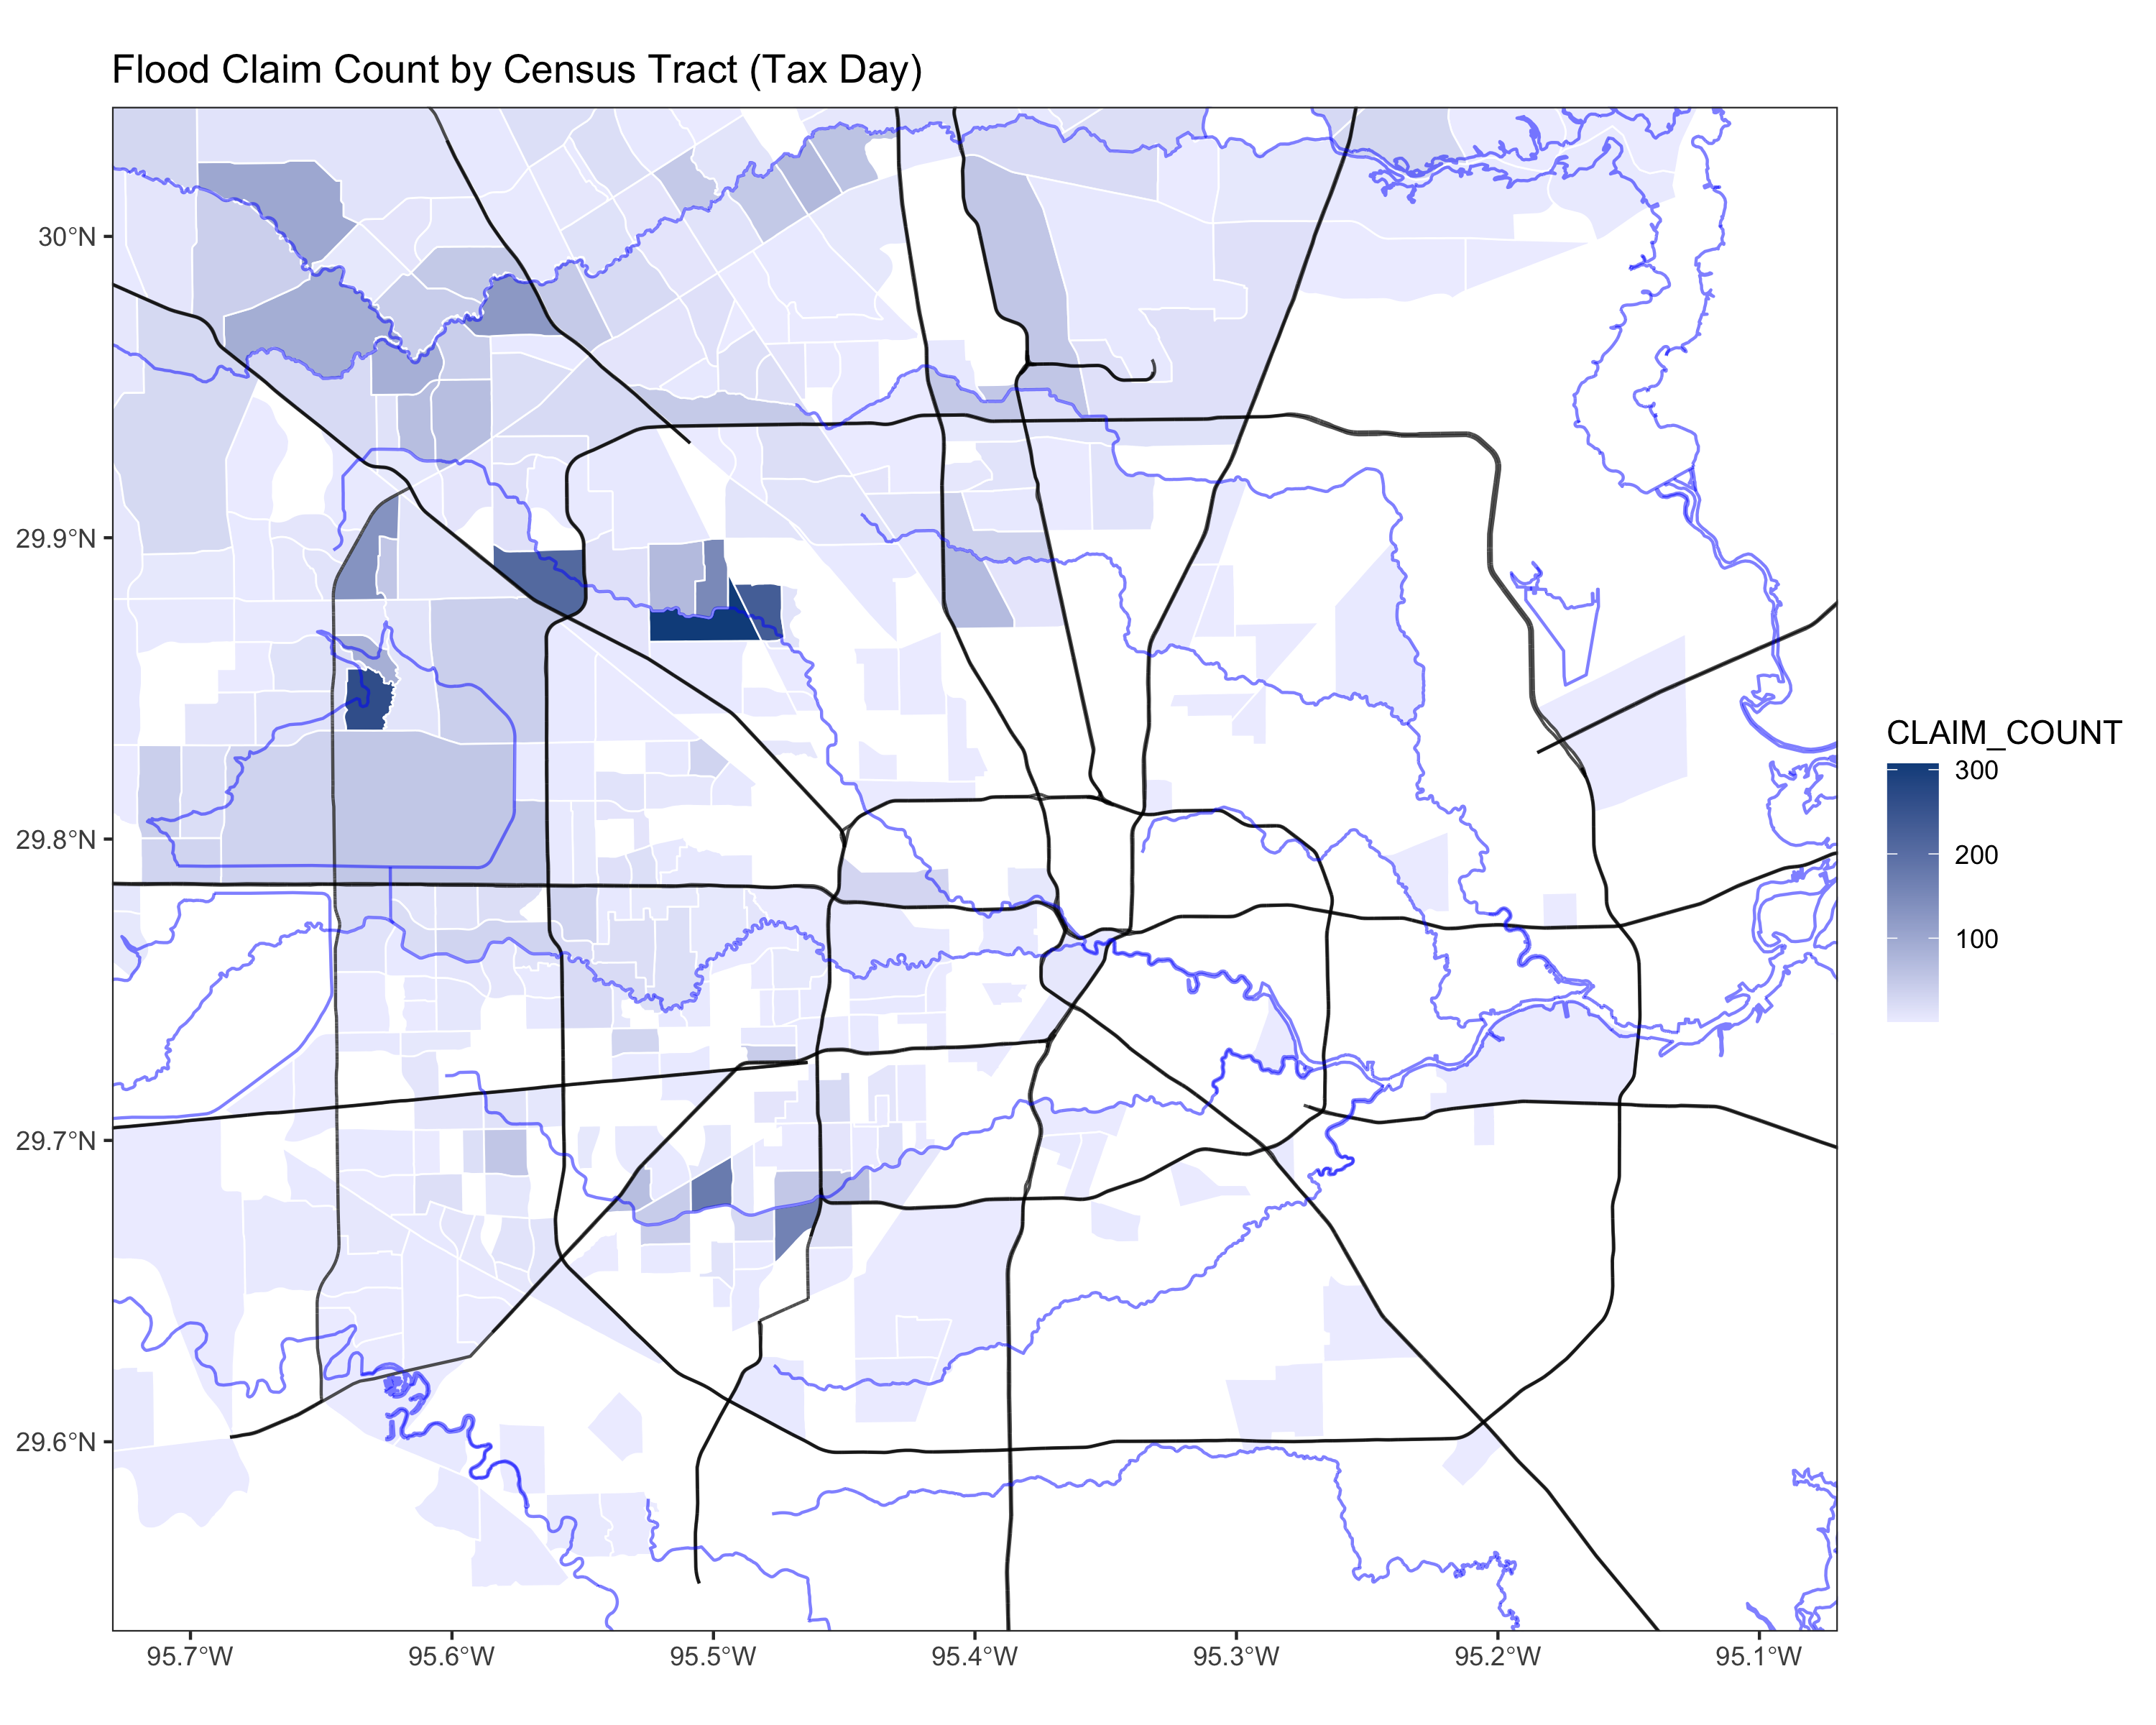 Flood Claim Count by Census Tract (Tax Day)
30°N
29.9°N
29.8°N
29.7°N
29.6°N
95.7°W
95.6°W
95.5°W
95.4°W
95.3°W
95.2°W
95.1°W
CLAIM_COUNT
300
200
100